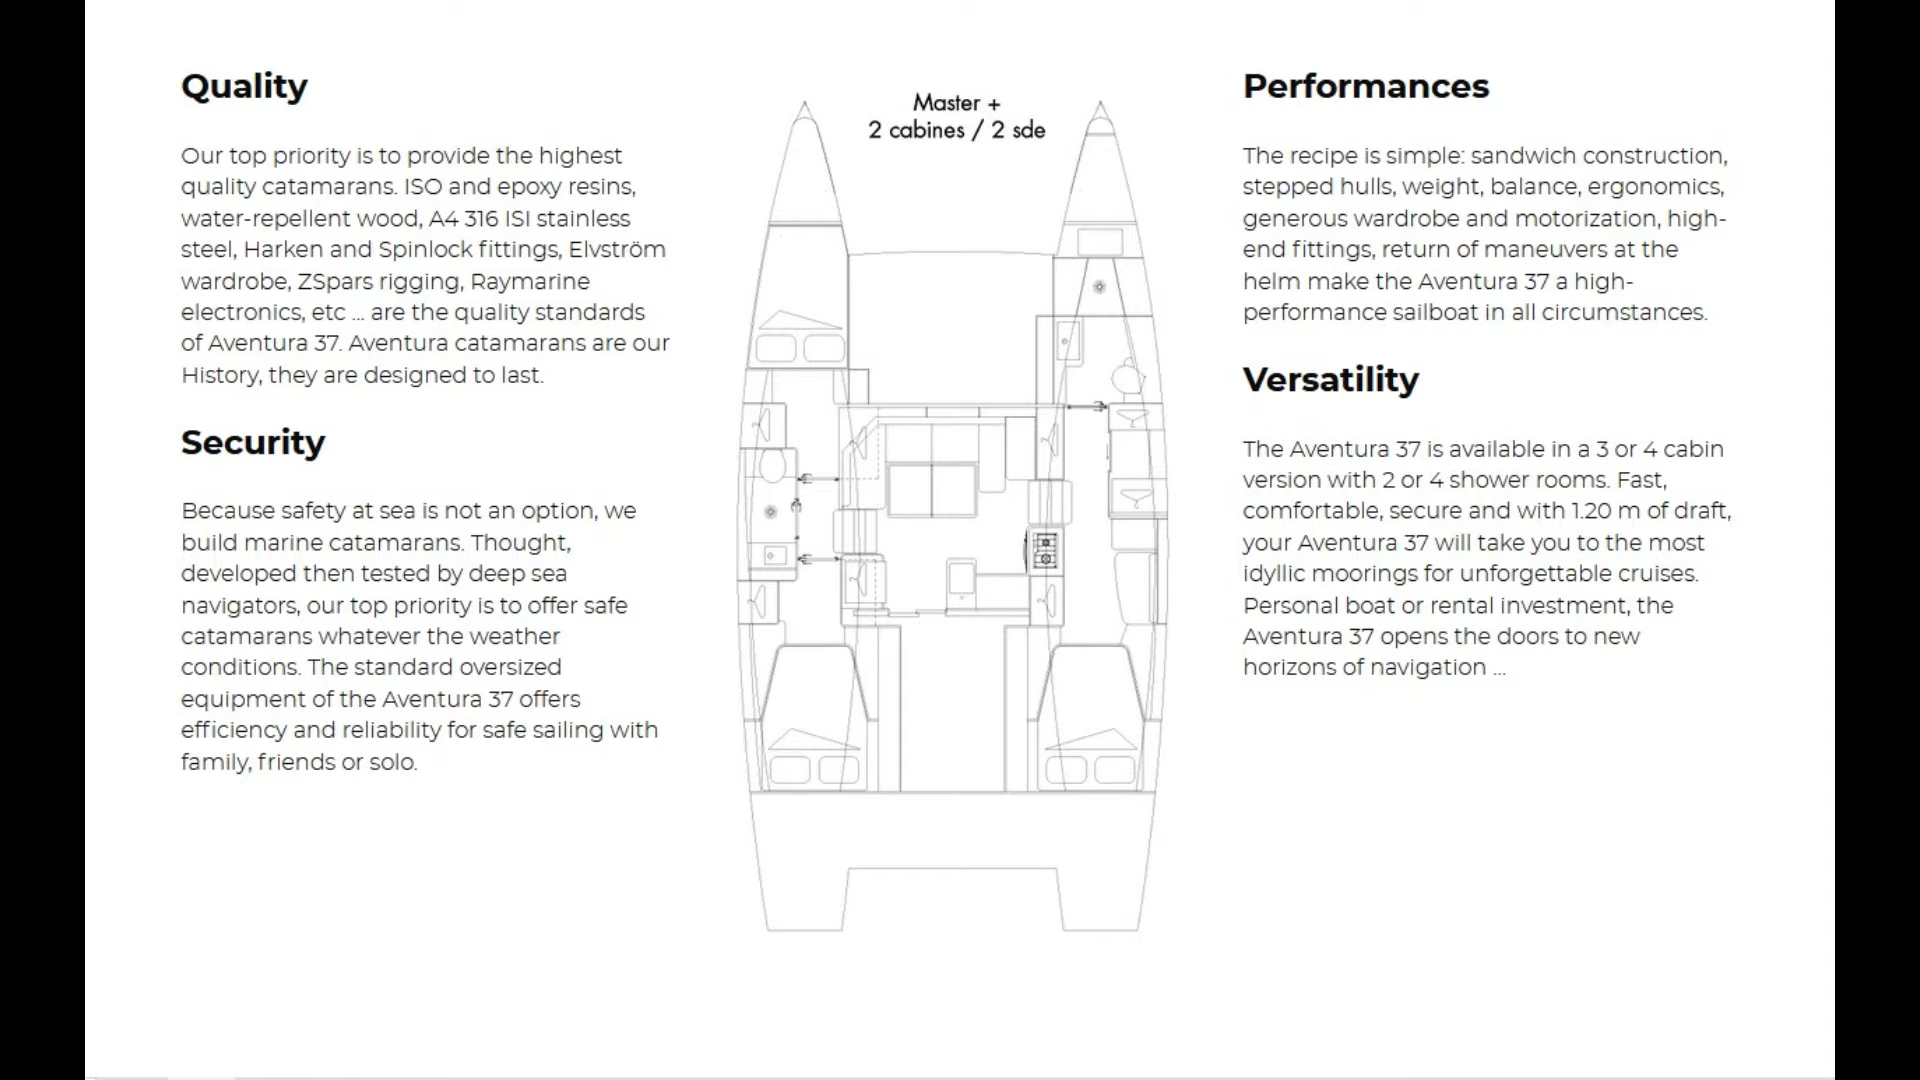 Quality
Our top priority is to provide the highest
quality catamarans. ISO and epoxy resins,
water-repellent wood, A4 316 ISI stainless
steel, Harken and Spinlock fittings, Elvström
wardrobe, ZSpars rigging, Raymarine
electronics, etc ... are the quality standards
of Aventura 37. Aventura catamarans are our
History, they are designed to last.
Security
Because safety at sea is not an option, we
build marine catamarans. Thought,
developed then tested by deep sea
navigators, our top priority is to offer safe
catamarans whatever the weather
conditions. The standard oversized
equipment of the Aventura 37 offers
efficiency and reliability for safe sailing with
family, friends or solo.
Master +
2 cabines / 2 sde
Performances
The recipe is simple: sandwich construction,
stepped hulls, weight, balance, ergonomics,
generous wardrobe and motorization, high-
end fittings, return of maneuvers at the
helm make the Aventura 37 a high-
performance sailboat in all circumstances.
Versatility
The Aventura 37 is available in a 3 or 4 cabin
version with 2 or 4 shower rooms. Fast,
comfortable, secure and with 1.20 m of draft,
your Aventura 37 will take you to the most
idyllic moorings for unforgettable cruises.
Personal boat or rental investment, the
Aventura 37 opens the doors to new
horizons of navigation ...